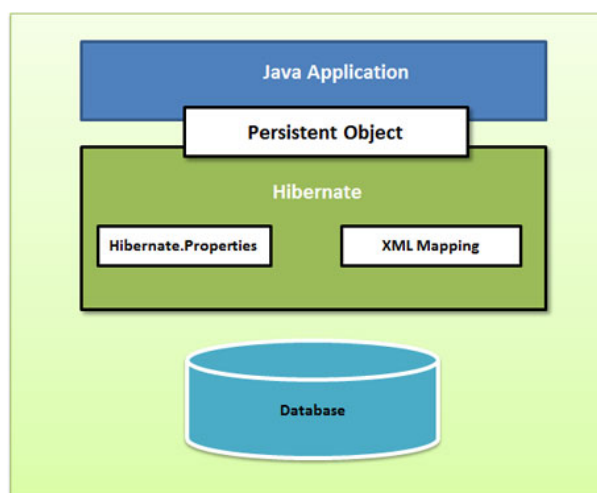 Java Application
Persistent Object
Hibernate
Hibernate.Properties
XML Mapping
Database